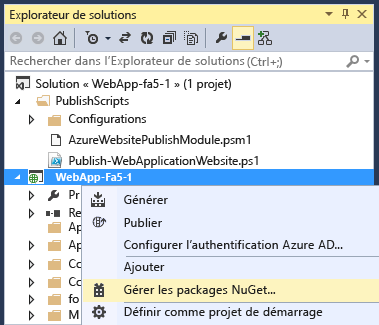 Explorateur de solutions
Rechercher dans l'Explorateur de solutions (Ctrl+;)
Solution « WebApp-fa5-1 » (1 projet)
PublishScripts
Configurations
AzureWebsitePublishModule.psm1
Publish-WebApplicationWebsite.ps1
WebApp-Fa5-1
Pr
Générer
Re
Publier
Ap
Configurer l'authentification Azure AD...
Ap
Ajouter
Co
Gérer les packages NuGet...
Co
fo
Définir comme projet de démarrage
M